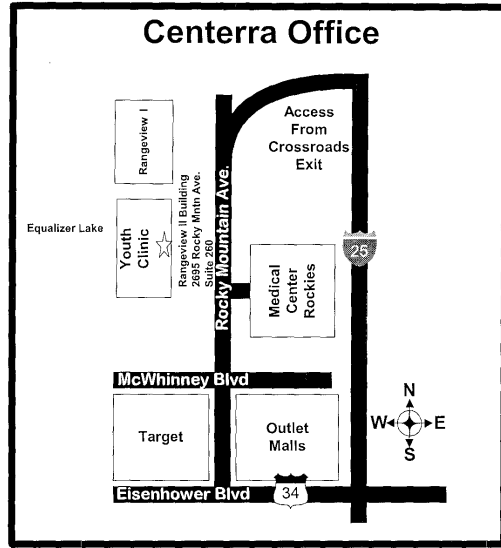 Centerra Office
Access
From
Crossroads
Exit
Rangeview I
Equalizer Lake
Youth
Clinic
Rangeview II Building
2695 Rocky Mntn Ave.
Suite 260
Rocky Mountain Ave.
25
Medical
Center
Rockies
McWhinney Blvd
Target
Outlet
Malls
N
W
E
S
Eisenhower Blvd
34